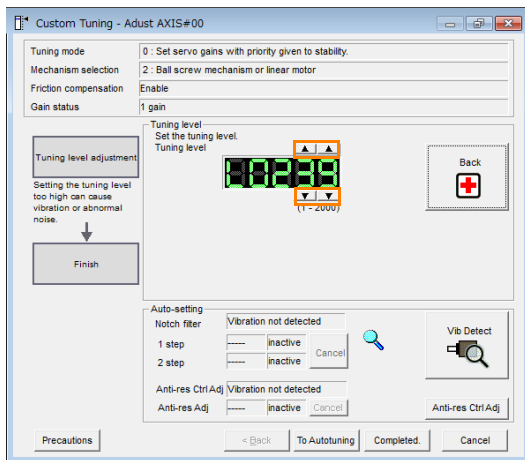 Custom Tuning - Adust AXIS#00
Tuning mode 0 : Set servo gains with priority given to stability.
Mechanism selection 2 : Ball screw mechanism or linear motor
Friction compensation Enable
Gain status 1 gain
Tuning level adjustment
Setting the tuning level
too high can cause
vibration or abnormal
noise.
Finish
Tuning level
Set the tuning level.
Tuning level
L0239
(1 - 2000)
Back
Auto-setting
Notch filter Vibration not detected
1 step ----- inactive
2 step ----- inactive
Cancel
Anti-res Ctrl Adj Vibration not detected
Anti-res Adj ----- inactive Cancel
Vib Detect
Anti-res Ctrl Adj
Precautions < Back To Autotuning Completed. Cancel